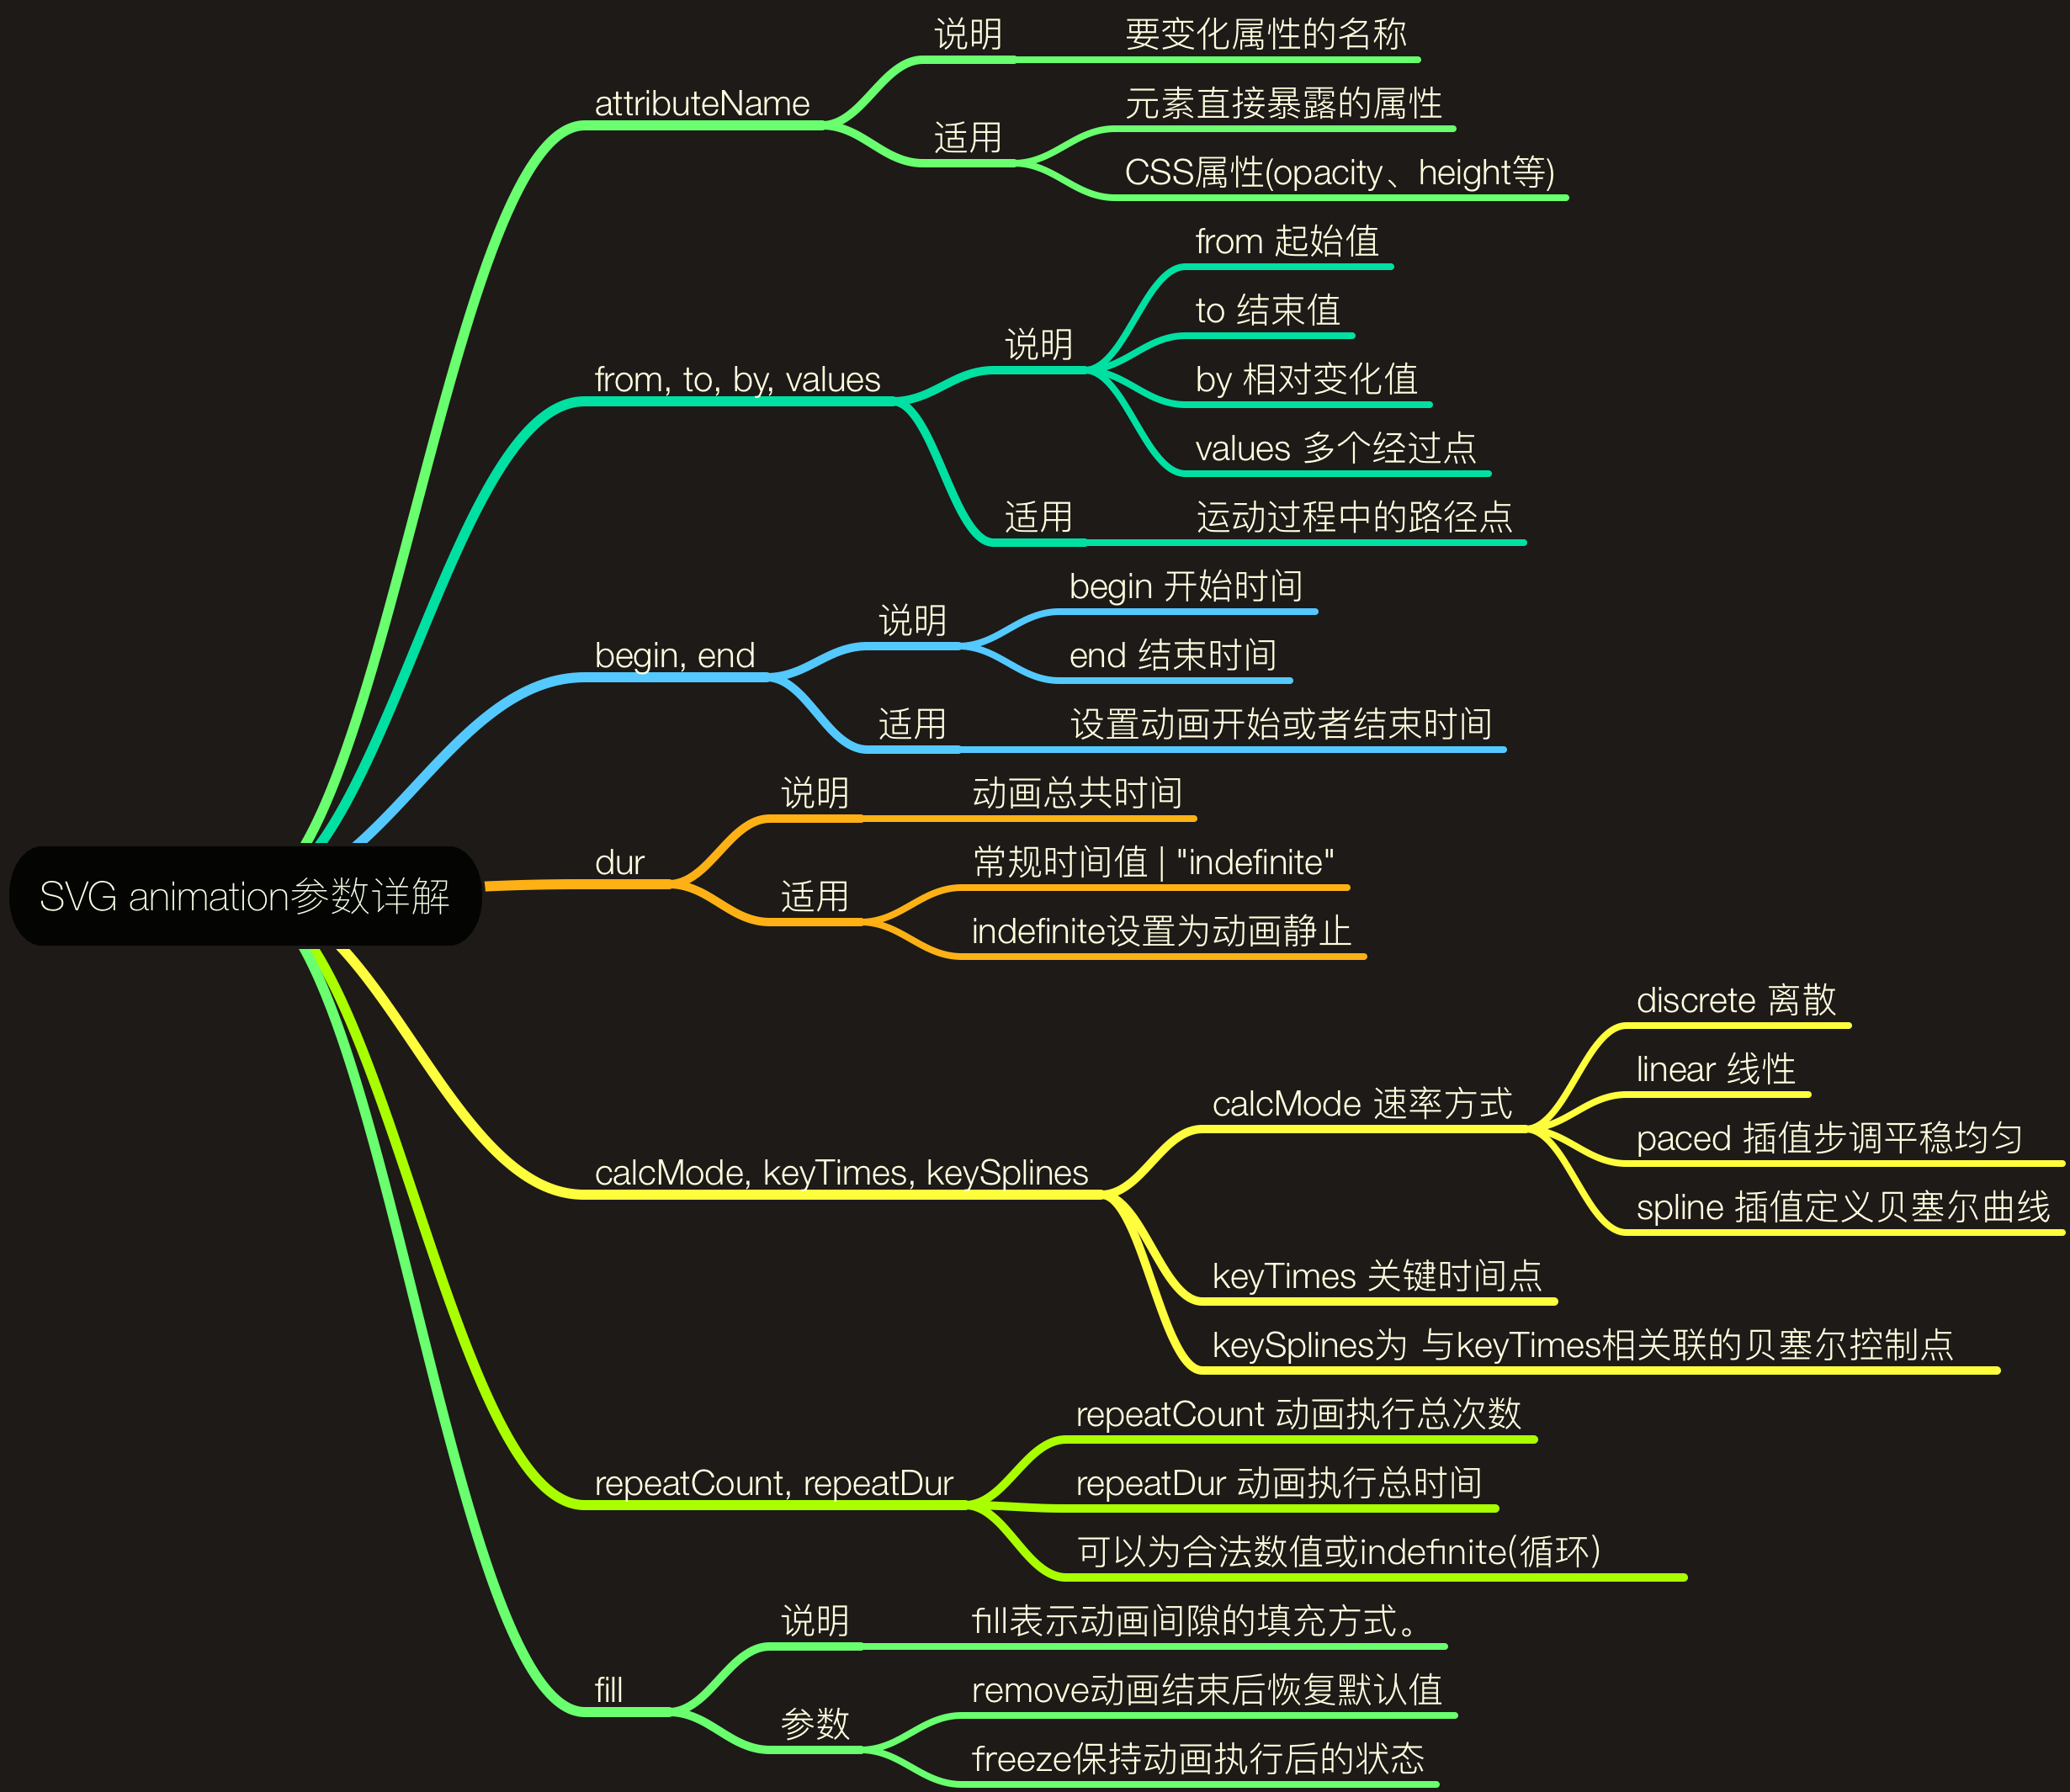 SVG animation参数详解
attributeName
说明
要变化属性的名称
适用
元素直接暴露的属性
CSS属性(opacity、height等)
from, to, by, values
说明
from 起始值
to 结束值
by 相对变化值
values 多个经过点
适用
运动过程中的路径点
begin, end
说明
begin 开始时间
end 结束时间
适用
设置动画开始或者结束时间
dur
说明
动画总共时间
适用
常规时间值 | "indefinite"
indefinite设置为动画静止
calcMode, keyTimes, keySplines
calcMode 速率方式
discrete 离散
linear 线性
paced 插值步调平稳均匀
spline 插值定义贝塞尔曲线
keyTimes 关键时间点
keySplines为 与keyTimes相关联的贝塞尔控制点
repeatCount, repeatDur
repeatCount 动画执行总次数
repeatDur 动画执行总时间
可以为合法数值或indefinite(循环)
fill
说明
fill表示动画间隙的填充方式。
参数
remove动画结束后恢复默认值
freeze保持动画执行后的状态